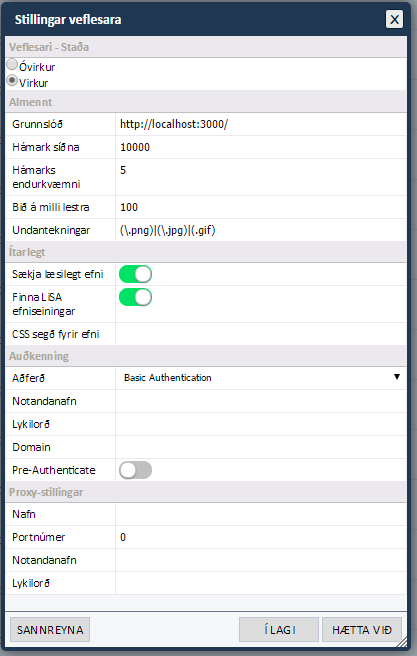 Stillingar veflesara
X
Veflesari - Staða
Óvirkur
Virkur
Almennt
Grunnslóð http://localhost:3000/
Hámark síðna 10000
Hámarks
endurkvæmni 5
Bið á milli lestra 100
Undantekningar (\.png)|(\.jpg)|(.gif)
Ítarlegt
Sækja læsilegt efni
Finna LiSA
efniseiningar
CSS segð fyrir efni
Auðkenning
Aðferð Basic Authentication
Notandanafn
Lykilorð
Domain
Pre-Authenticate
Proxy-stillingar
Nafn
Portnúmer 0
Notandanafn
Lykilorð
SANNREYNA Í LAGI HÆTTA VIÐ